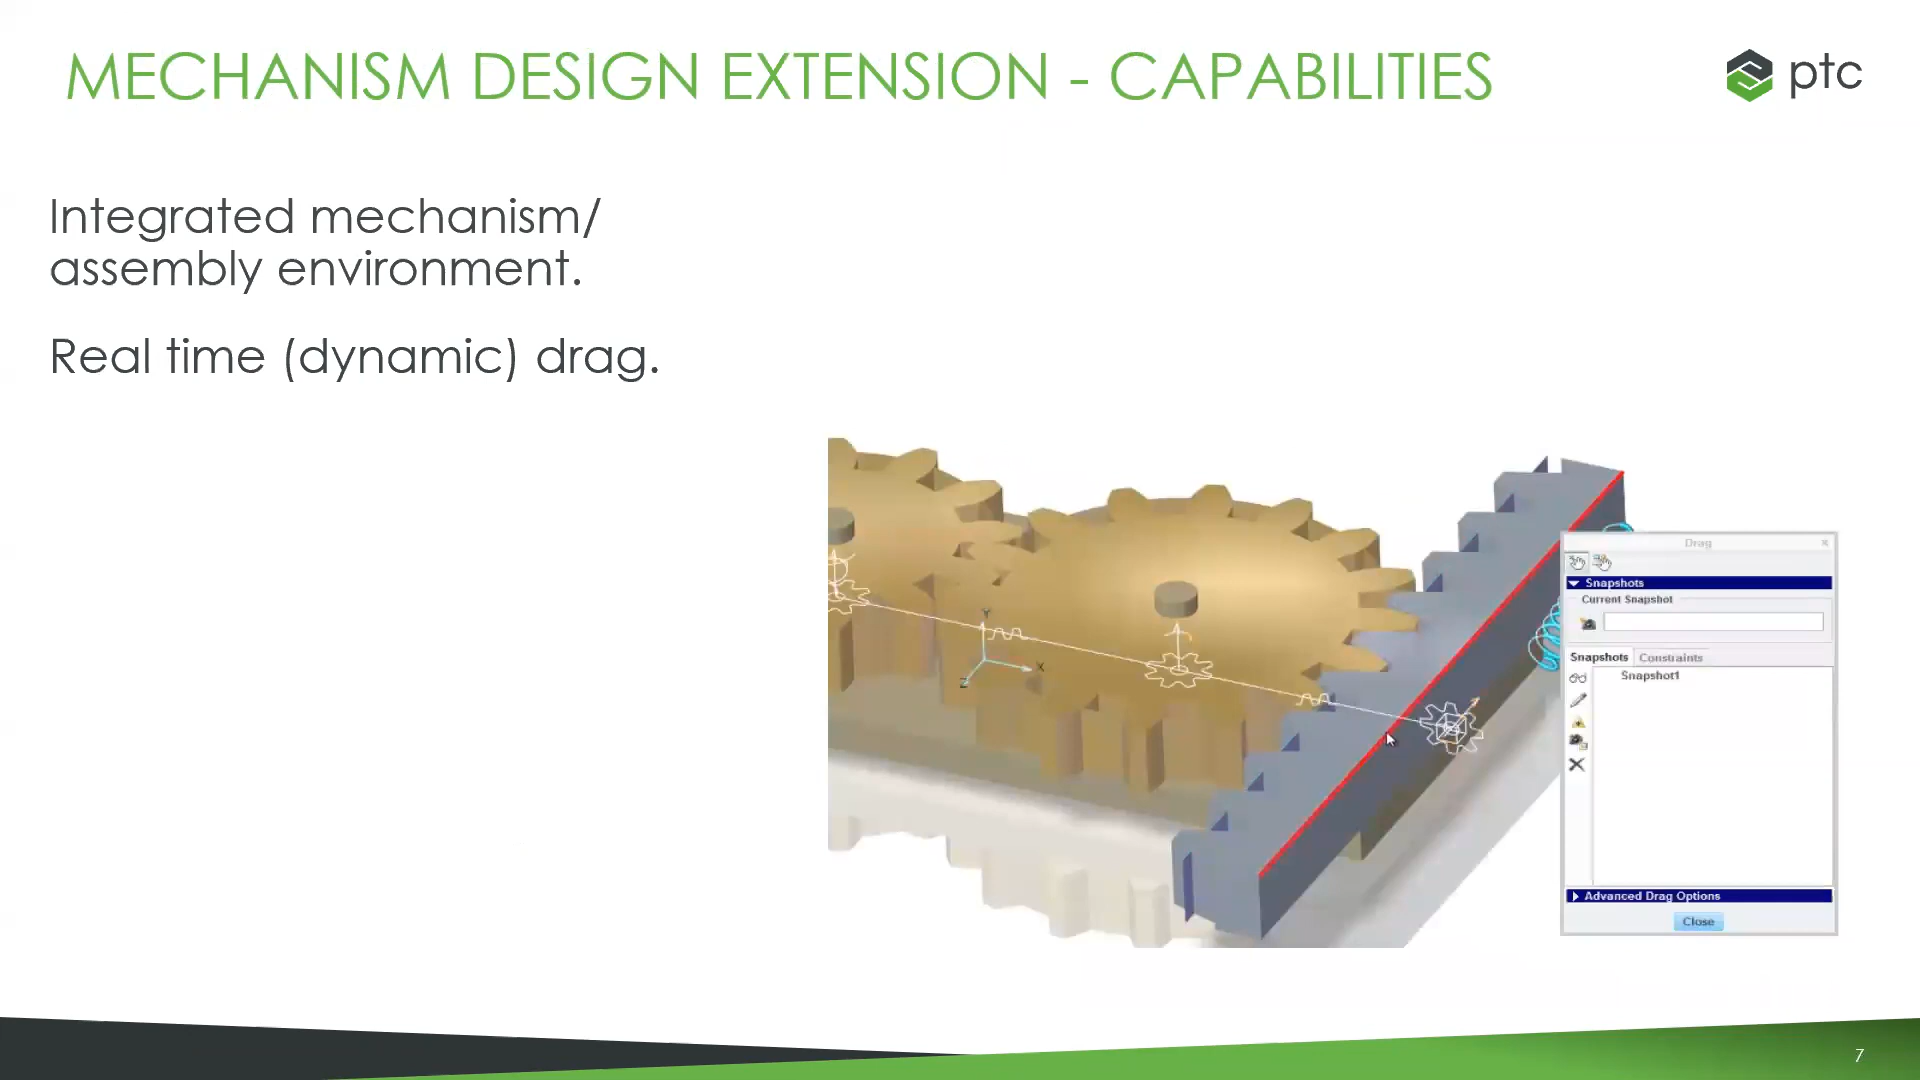 MECHANISM DESIGN EXTENSION - CAPABILITIES
ptc
Integrated mechanism/
assembly environment.
Real time (dynamic) drag.
Drag
Snapshots
Current Snapshot
Snapshots Constraints
Snapshot1
Advanced Drag Options
Close
Y
X
Z
7